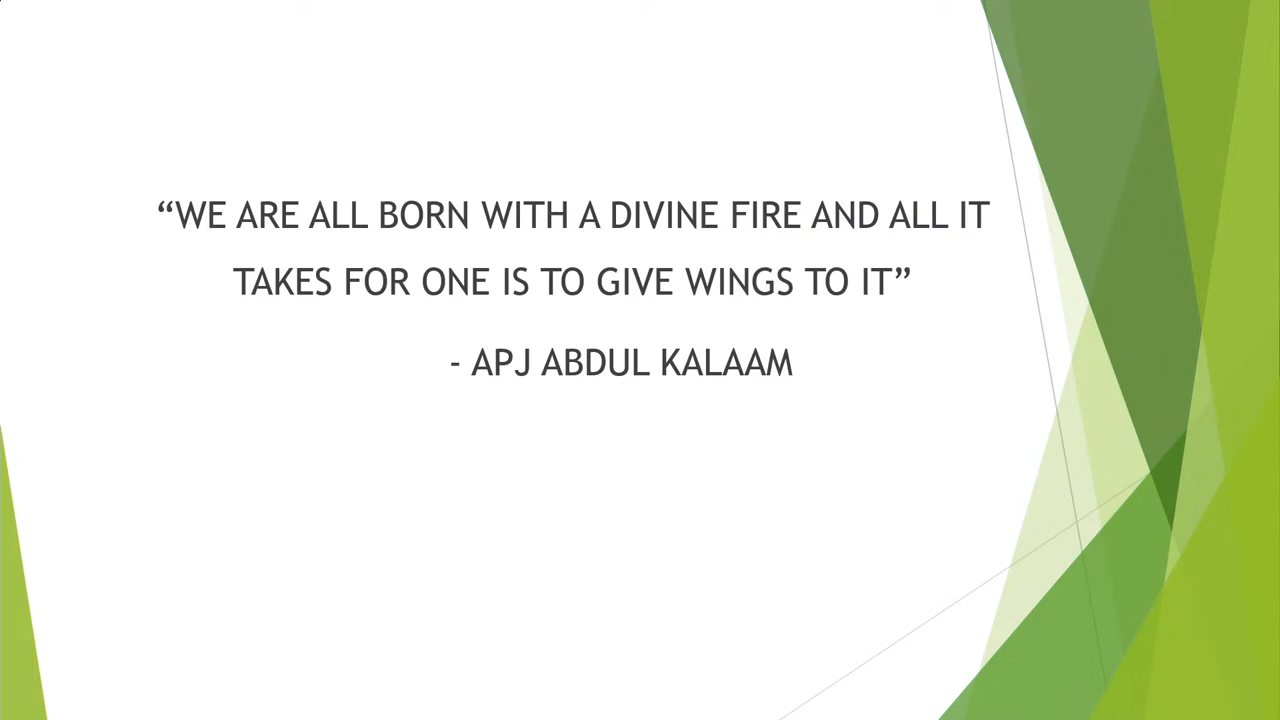 “WE ARE ALL BORN WITH A DIVINE FIRE AND ALL IT
TAKES FOR ONE IS TO GIVE WINGS TO IT”
- APJ ABDUL KALAAM